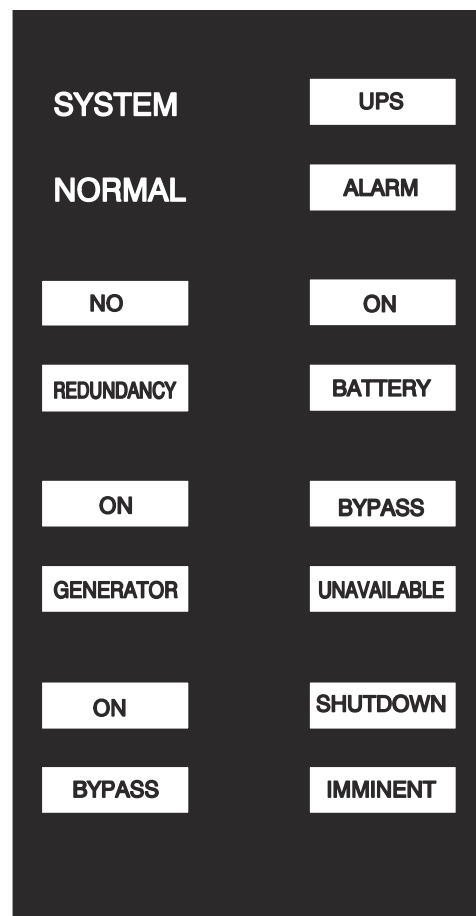 SYSTEM
NORMAL
UPS
ALARM
NO
REDUNDANCY
ON
BATTERY
ON
GENERATOR
BYPASS
UNAVAILABLE
ON
BYPASS
SHUTDOWN
IMMINENT